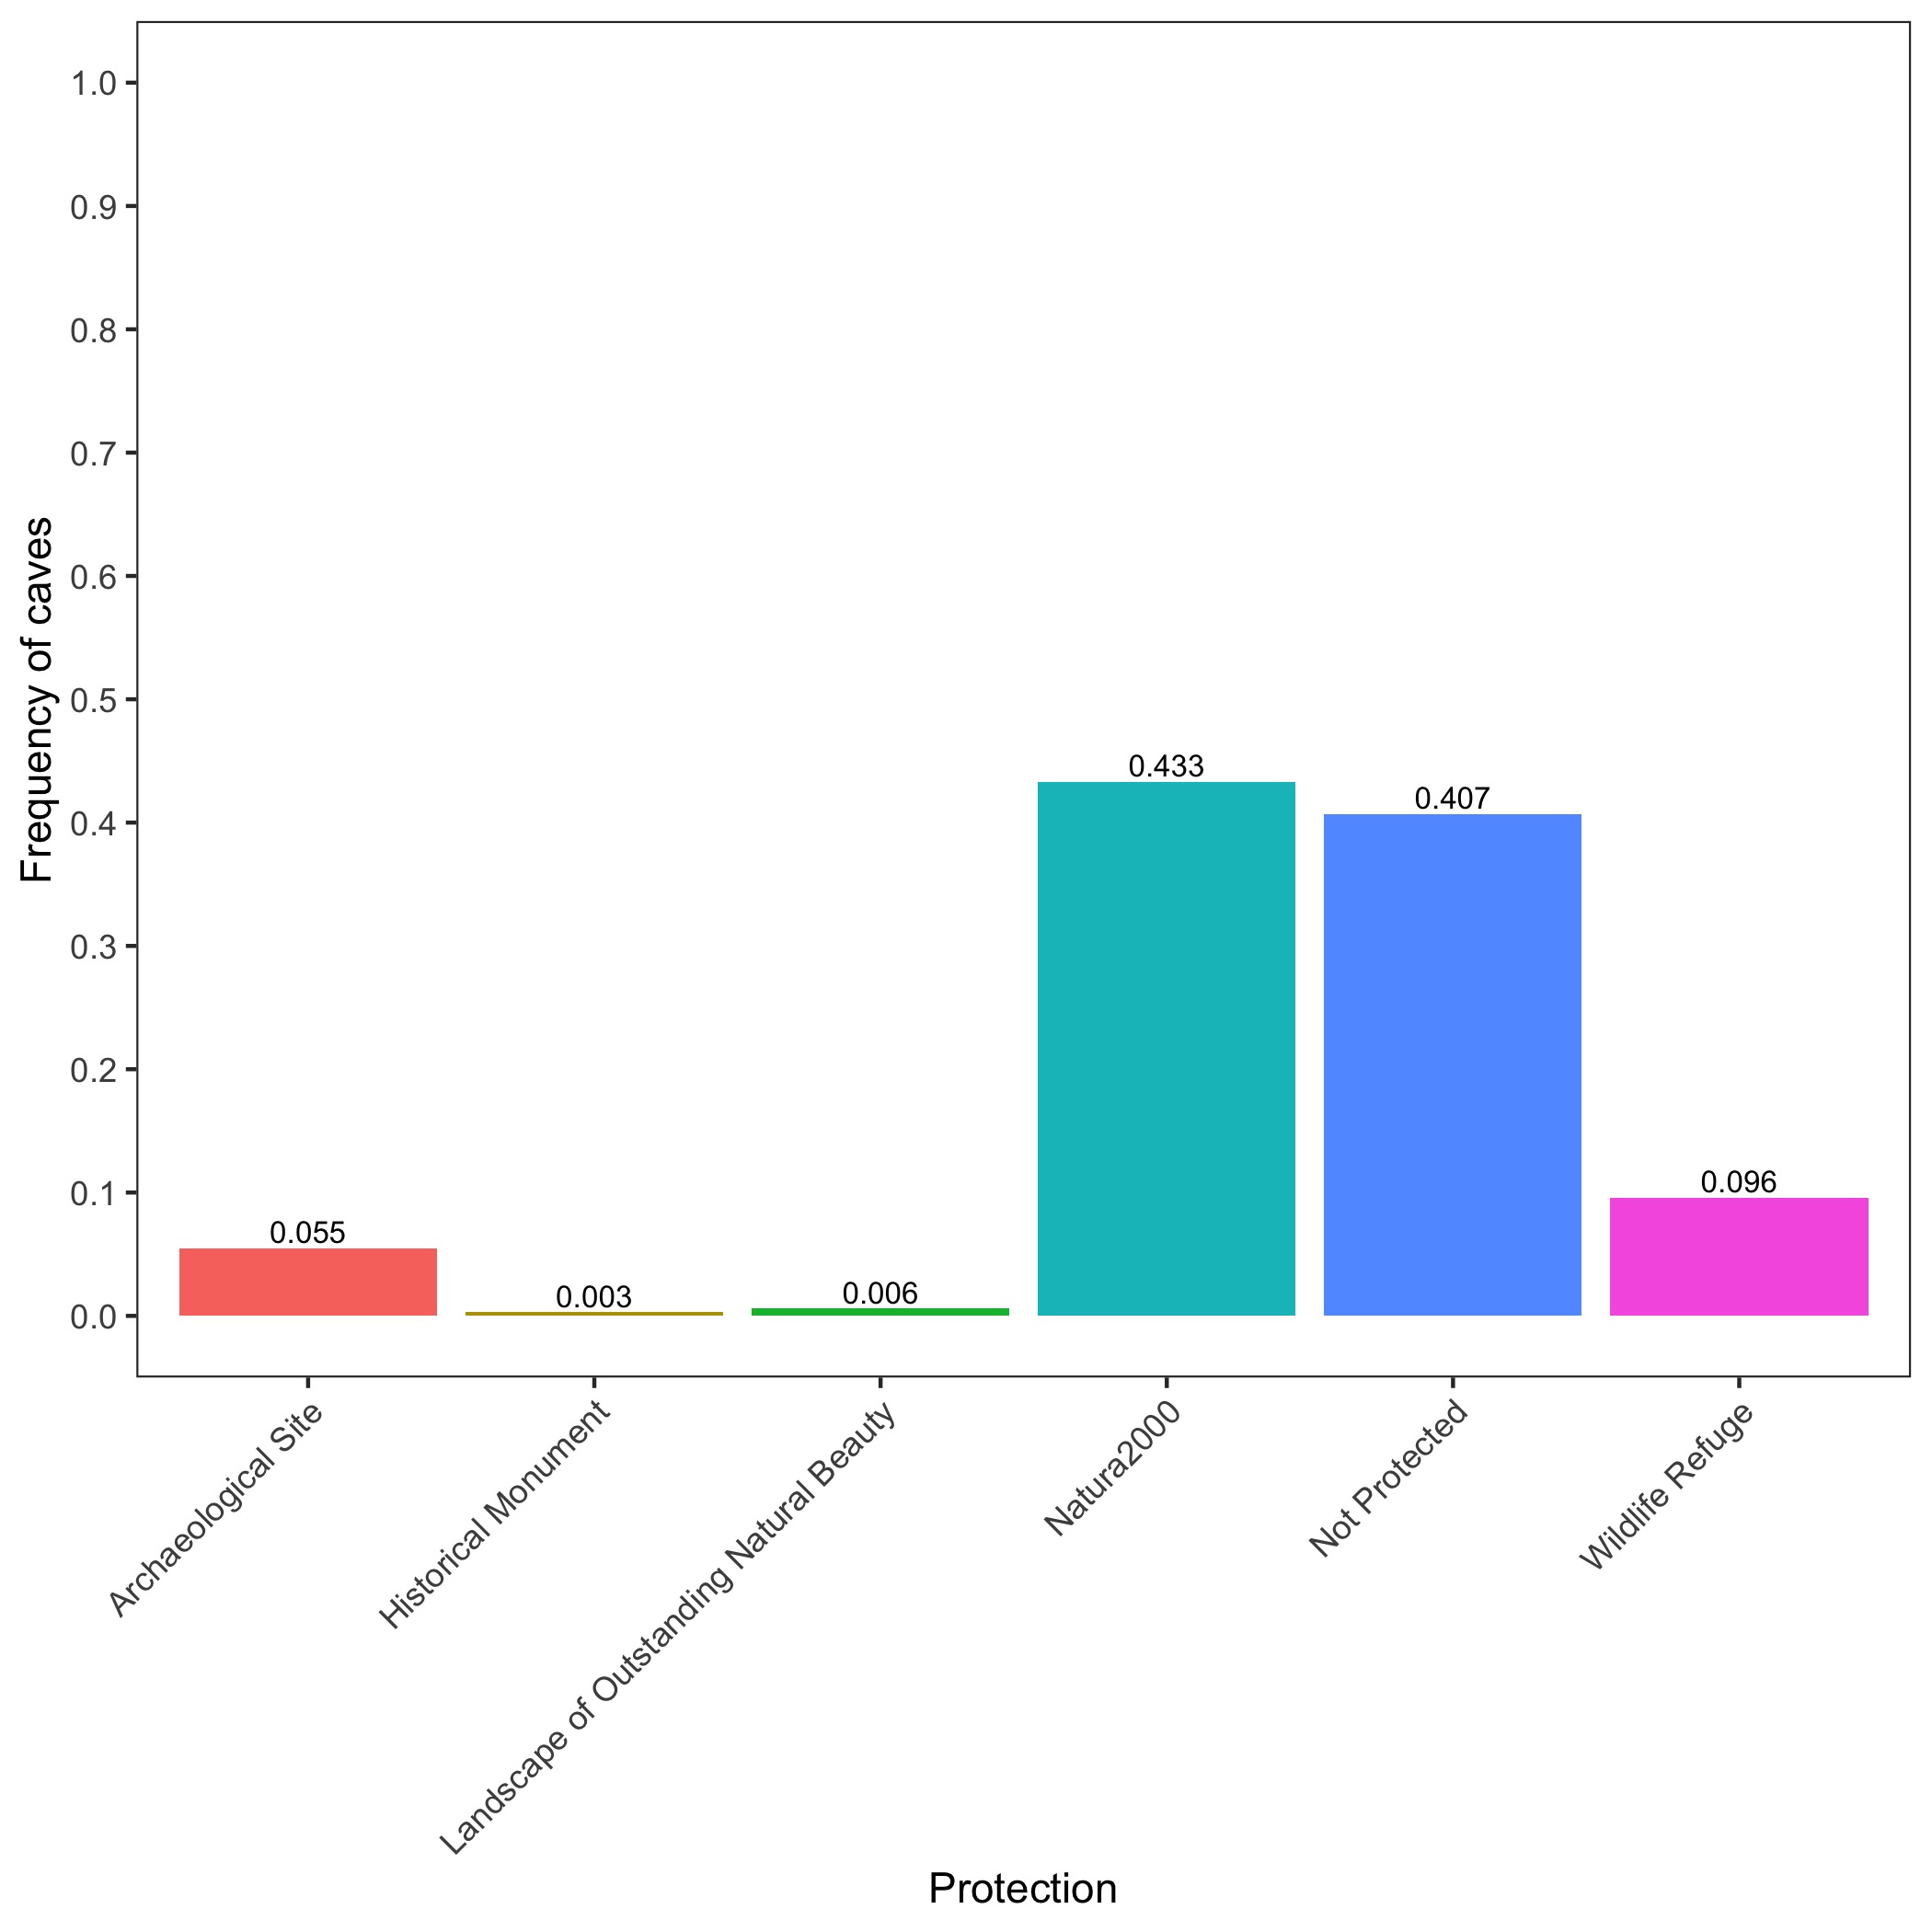 Frequency of caves
1.0
0.9
0.8
0.7
0.6
0.5
0.4
0.3
0.2
0.1
0.0
0.055
0.003
0.006
0.433
0.407
0.096
Archaeological Site
Historical Monument
Landscape of Outstanding Natural Beauty
Natura2000
Not Protected
Wildlife Refuge
Protection